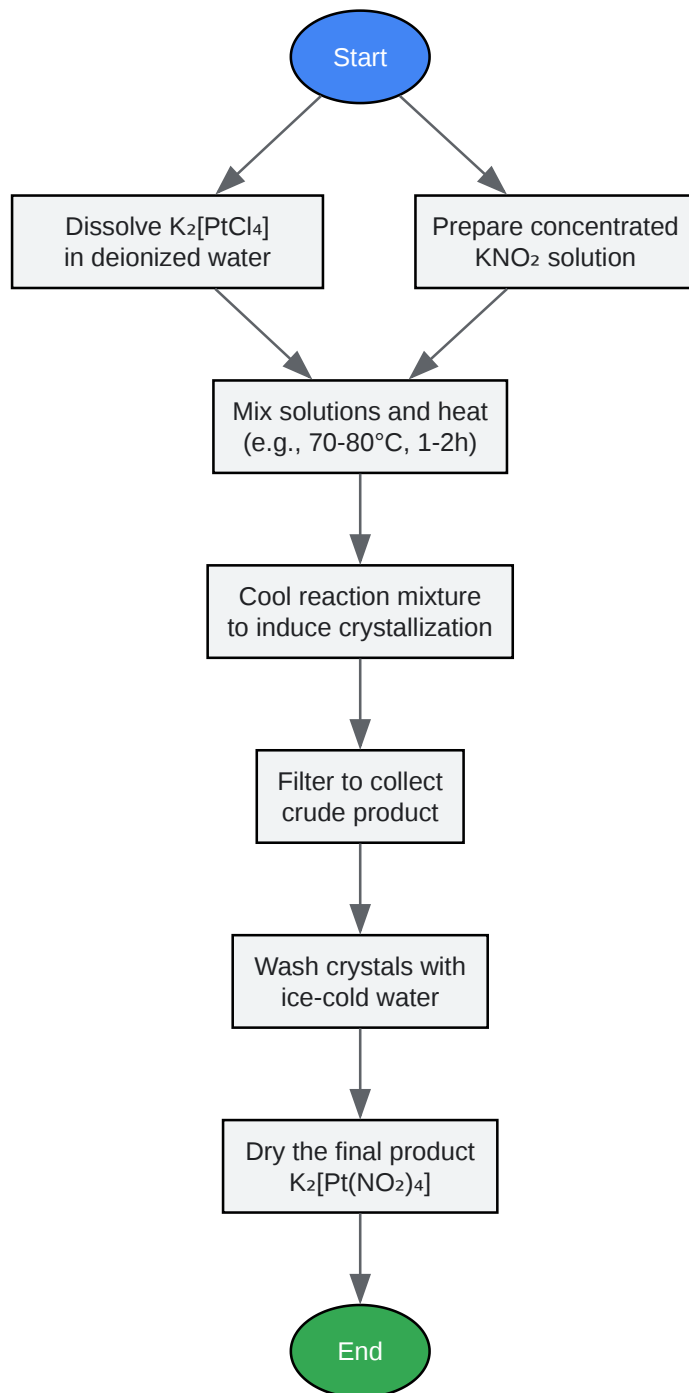 Start
Dissolve K₂[PtCl₄]
in deionized water
Prepare concentrated
KNO₂ solution
Mix solutions and heat
(e.g., 70-80°C, 1-2h)
Cool reaction mixture
to induce crystallization
Filter to collect
crude product
Wash crystals with
ice-cold water
Dry the final product
K₂[Pt(NO₂)₄]
End